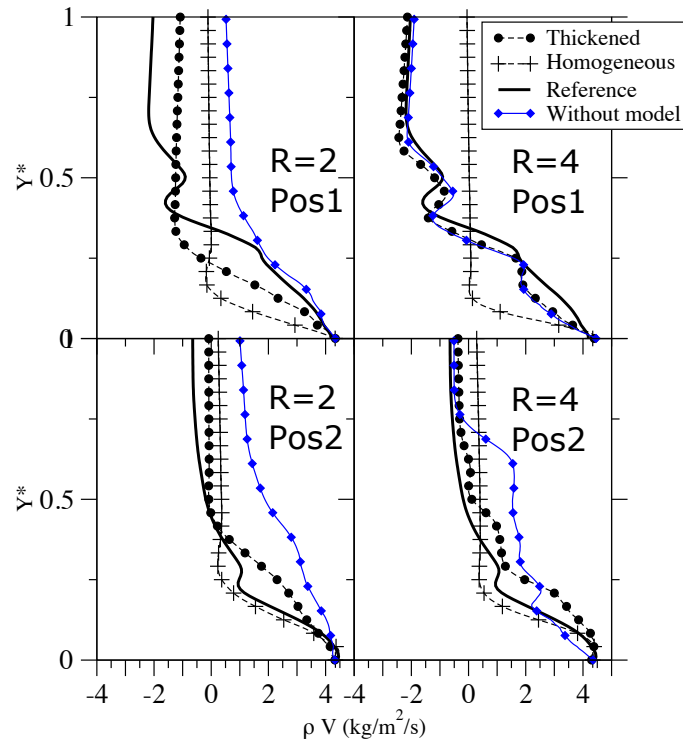 1
Thickened
Homogeneous
Reference
Without model
R=2
Pos1
R=4
Pos1
Y*
0.5
0
R=2
Pos2
R=4
Pos2
Y*
0.5
0
-4 -2 0 2 4 -4 -2 0 2 4
ρ V (kg/m²/s)